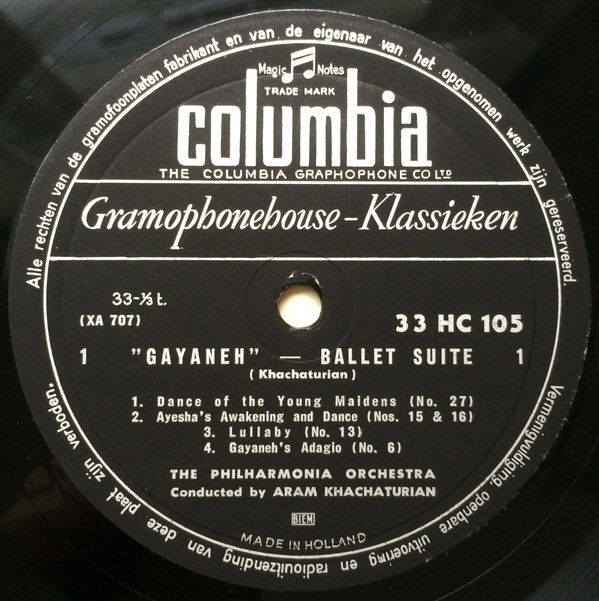 Alle rechten van de gramofoonplaten fabrikant en van de eigenaar van het opgenomen werk zijn gereserveerd.
Magic Notes
TRADE MARK
columbia
THE COLUMBIA GRAPHOPHONE CO LTD
Gramophonehouse-Klassieken
33-⅓ t.
(XA 707)
33 HC 105
1 "GAYANEH" — BALLET SUITE 1
(Khachaturian)
1. Dance of the Young Maidens (No. 27)
2. Ayesha's Awakening and Dance (Nos. 15 & 16)
3. Lullaby (No. 13)
4. Gayaneh's Adagio (No. 6)
THE PHILHARMONIA ORCHESTRA
Conducted by ARAM KHACHATURIAN
BIEM
MADE IN HOLLAND
Vermenigvuldiging, openbare uitvoering en radiouitzending van deze plaat zijn verboden.